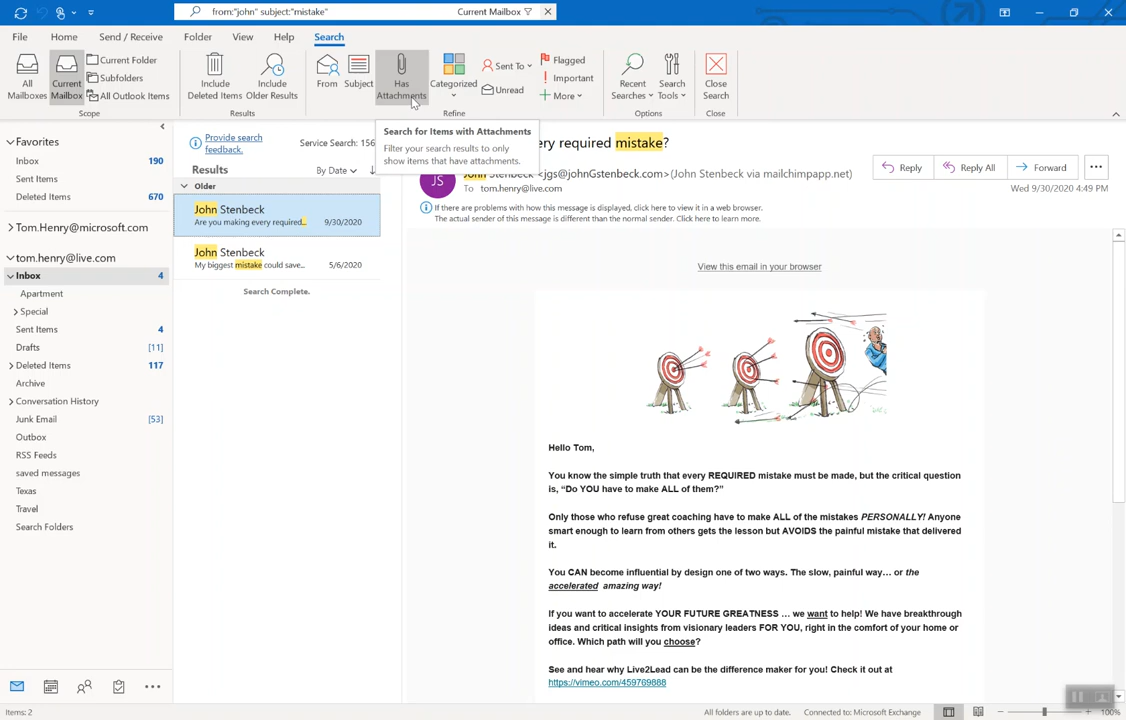 from:"john" subject:"mistake"
Current Mailbox
File Home Send / Receive Folder View Help Search
All Mailboxes
Current Mailbox
Current Folder
Subfolders
All Outlook Items
Scope
Include Deleted Items
Include Older Results
Results
From
Subject
Has Attachments
Categorized
Sent To
Unread
Flagged
Important
More
Refine
Recent Searches
Search Tools
Options
Close Search
Close
Search for Items with Attachments
Filter your search results to only
show items that have attachments.
Favorites
Inbox 190
Sent Items
Deleted Items 670
Tom.Henry@microsoft.com
tom.henry@live.com
Inbox 4
Apartment
Special
Sent Items 4
Drafts [11]
Deleted Items 117
Archive
Conversation History
Junk Email [53]
Outbox
RSS Feeds
saved messages
Texas
Travel
Search Folders
Provide search
feedback.
Service Search: 156
Results
By Date
Older
John Stenbeck
Are you making every required... 9/30/2020
John Stenbeck
My biggest mistake could save... 5/6/2020
Search Complete.
ery required mistake?
JS
John Stenbeck <jgs@johnGstenbeck.com>(John Stenbeck via mailchimpapp.net)
To tom.henry@live.com
Reply
Reply All
Forward
Wed 9/30/2020 4:49 PM
If there are problems with how this message is displayed, click here to view it in a web browser.
The actual sender of this message is different than the normal sender. Click here to learn more.
View this email in your browser
Hello Tom,
You know the simple truth that every REQUIRED mistake must be made, but the critical question
is, “Do YOU have to make ALL of them?”
Only those who refuse great coaching have to make ALL of the mistakes PERSONALLY! Anyone
smart enough to learn from others gets the lesson but AVOIDS the painful mistake that delivered
it.
You CAN become influential by design one of two ways. The slow, painful way… or the
accelerated amazing way!
If you want to accelerate YOUR FUTURE GREATNESS … we want to help! We have breakthrough
ideas and critical insights from visionary leaders FOR YOU, right in the comfort of your home or
office. Which path will you choose?
See and hear why Live2Lead can be the difference maker for you! Check it out at
https://vimeo.com/459769888
Items: 2
All folders are up to date.
Connected to: Microsoft Exchange
100%